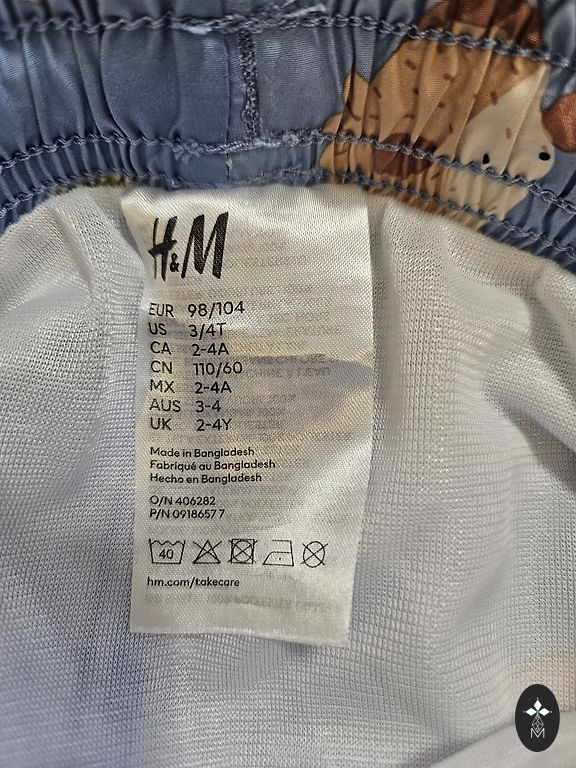 H&M
EUR 98/104
US 3/4T
CA 2-4A
CN 110/60
MX 2-4A
AUS 3-4
UK 2-4Y
Made in Bangladesh
Fabriqué au Bangladesh
Hecho en Bangladesh
O/N 406282
P/N 09186577
40
hm.com/takecare
M